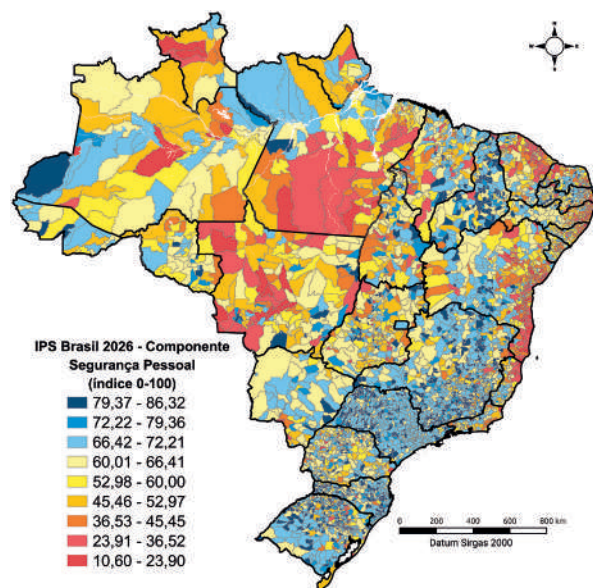 N
IPS Brasil 2026 - Componente
Segurança Pessoal
(índice 0-100)
79,37 - 86,32
72,22 - 79,36
66,42 - 72,21
60,01 - 66,41
52,98 - 60,00
45,46 - 52,97
36,53 - 45,45
23,91 - 36,52
10,60 - 23,90
0 200 400 600 800 km
Datum Sirgas 2000